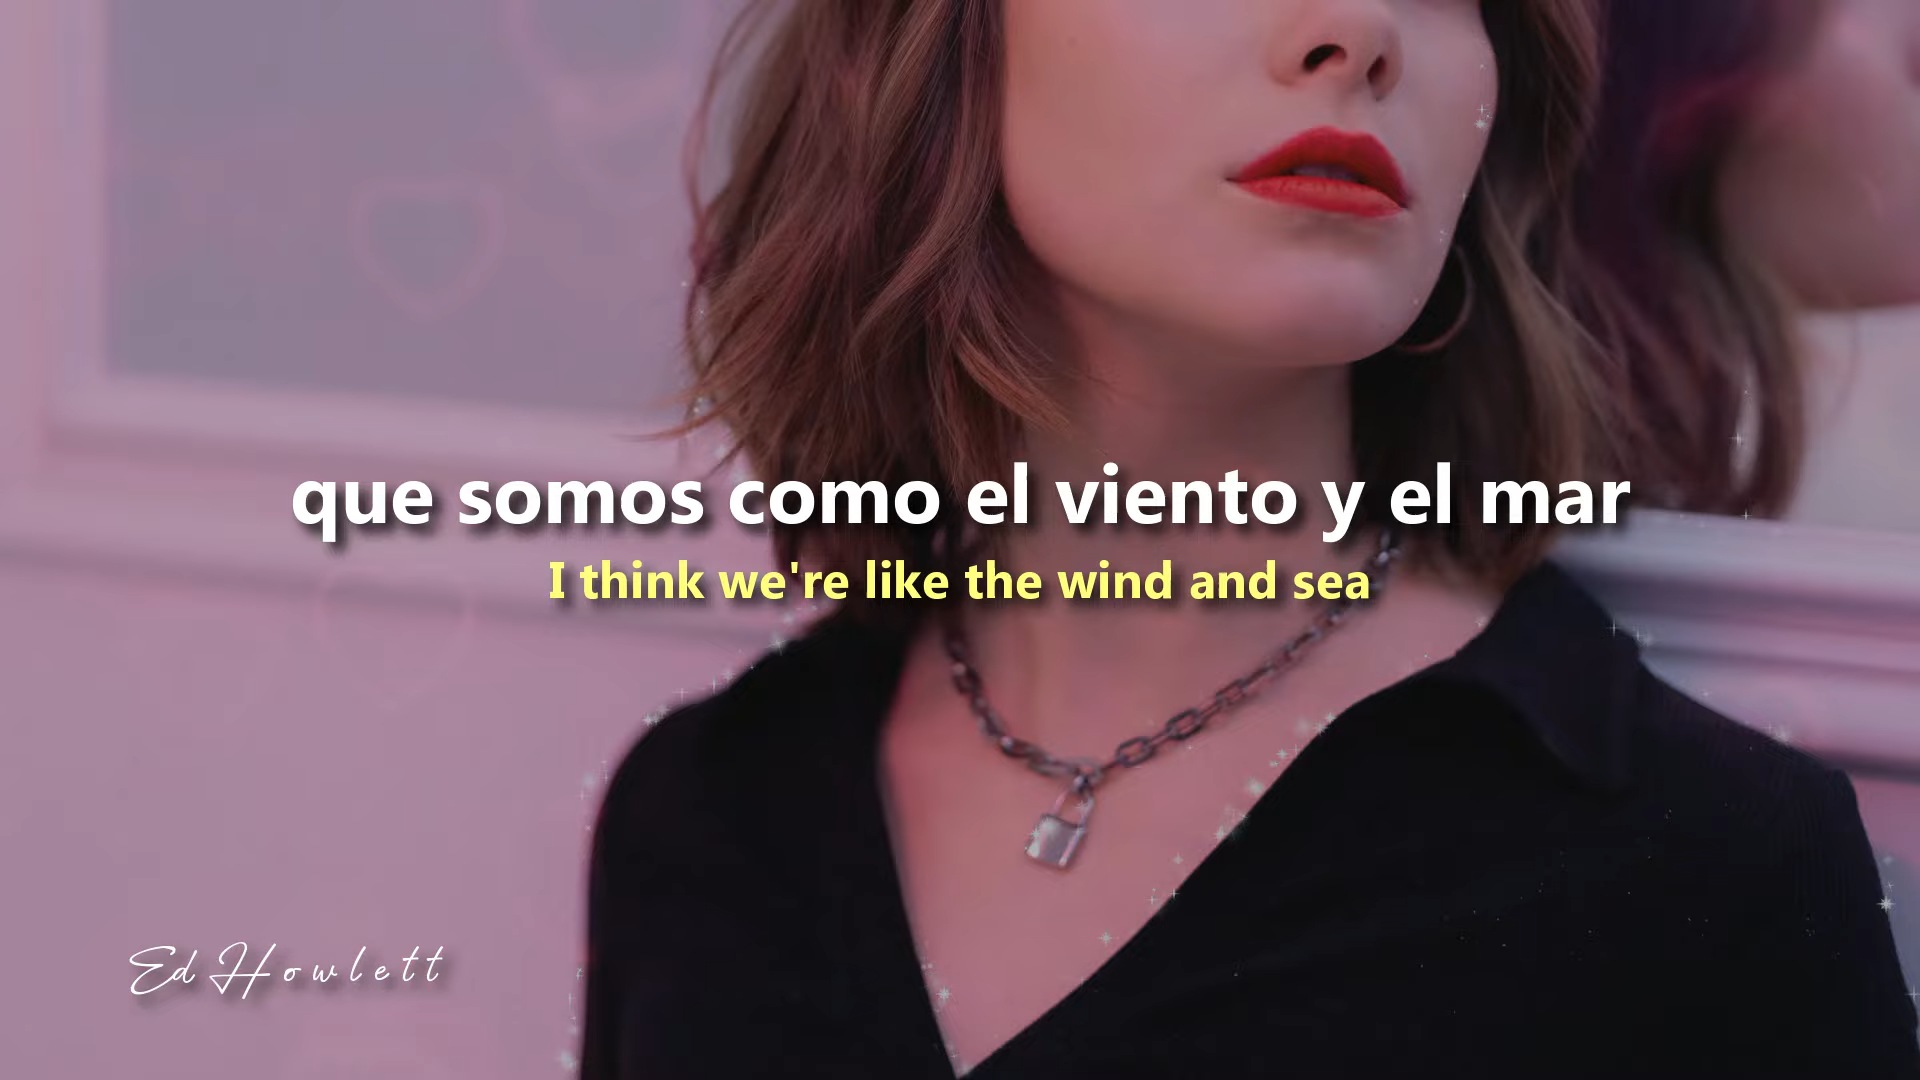 que somos como el viento y el mar
I think we're like the wind and sea
Ed Howlett